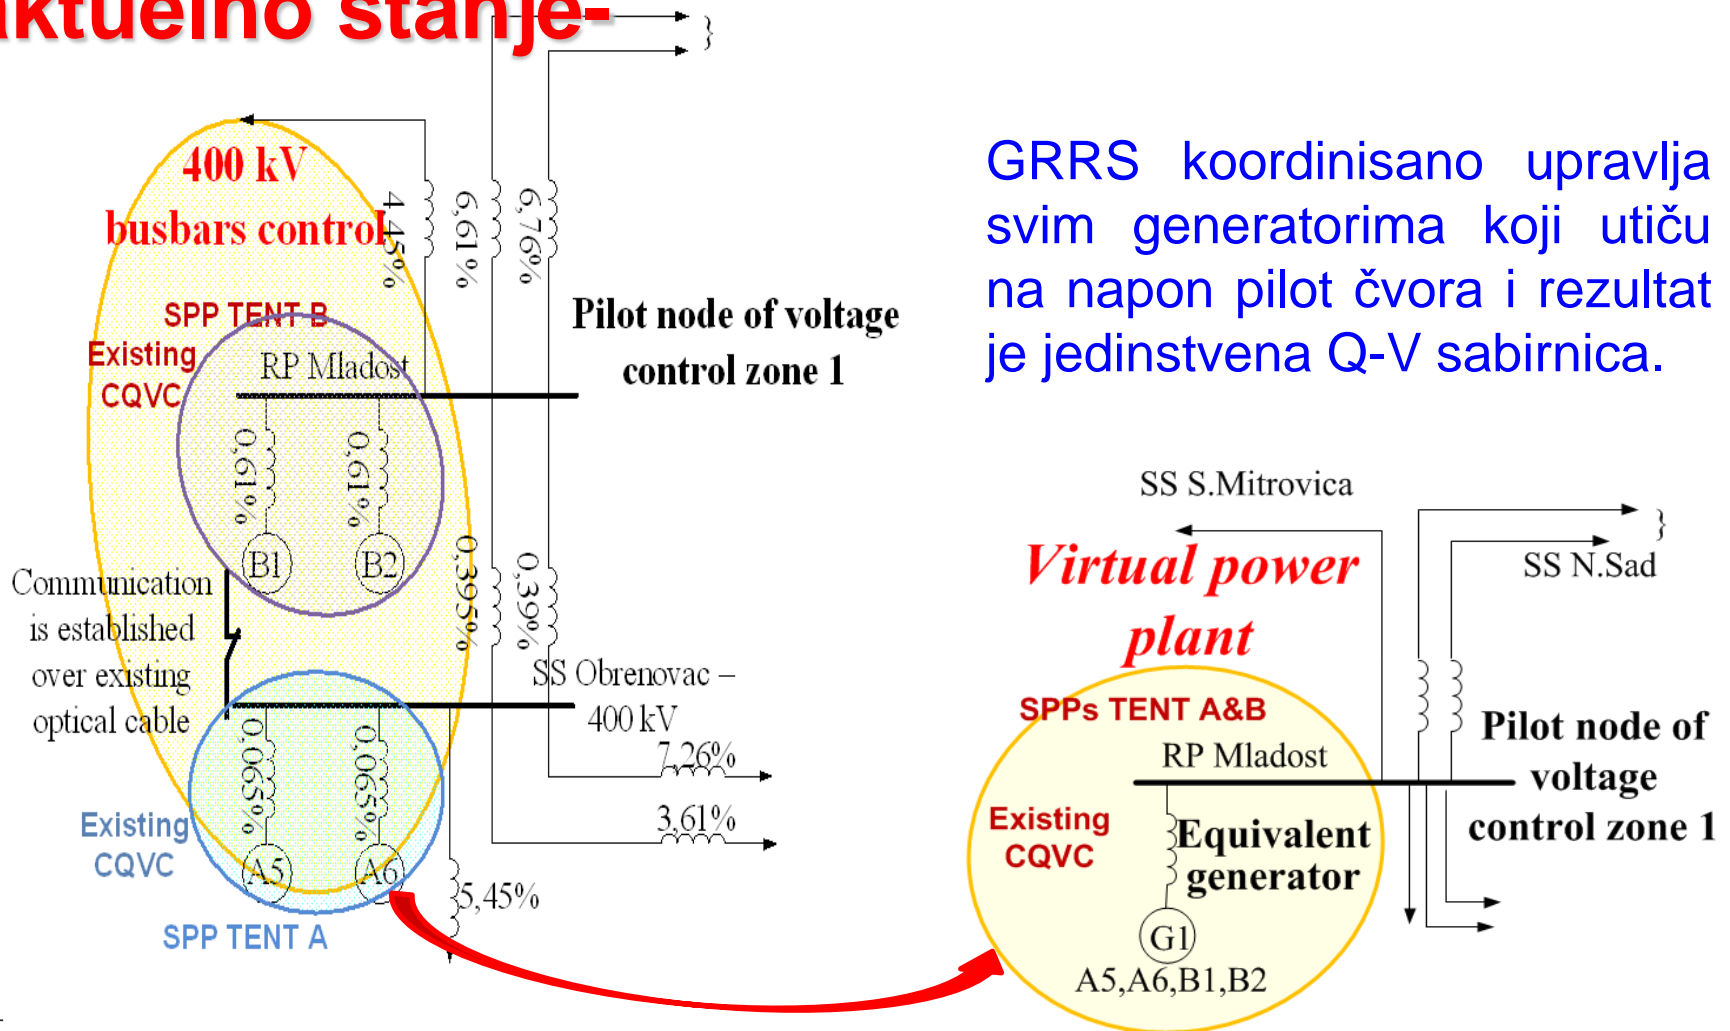 aktuelno stanje-
}
400 kV
busbars control
4,45%
6,61%
6,76%
SPP TENT B
Existing
CQVC
RP Mladost
Pilot node of voltage
control zone 1
0,61%
0,61%
B1
B2
0,395%
0,39%
Communication
is established
over existing
optical cable
SS Obrenovac –
400 kV
7,26%
3,61%
0,065%
0,065%
Existing
CQVC
A5
A6
5,45%
SPP TENT A
GRRS koordinisano upravlja
svim generatorima koji utiču
na napon pilot čvora i rezultat
je jedinstvena Q-V sabirnica.
SS S.Mitrovica
}
SS N.Sad
Virtual power
plant
SPPs TENT A&B
RP Mladost
Pilot node of
voltage
control zone 1
Existing
CQVC
Equivalent
generator
G1
A5,A6,B1,B2